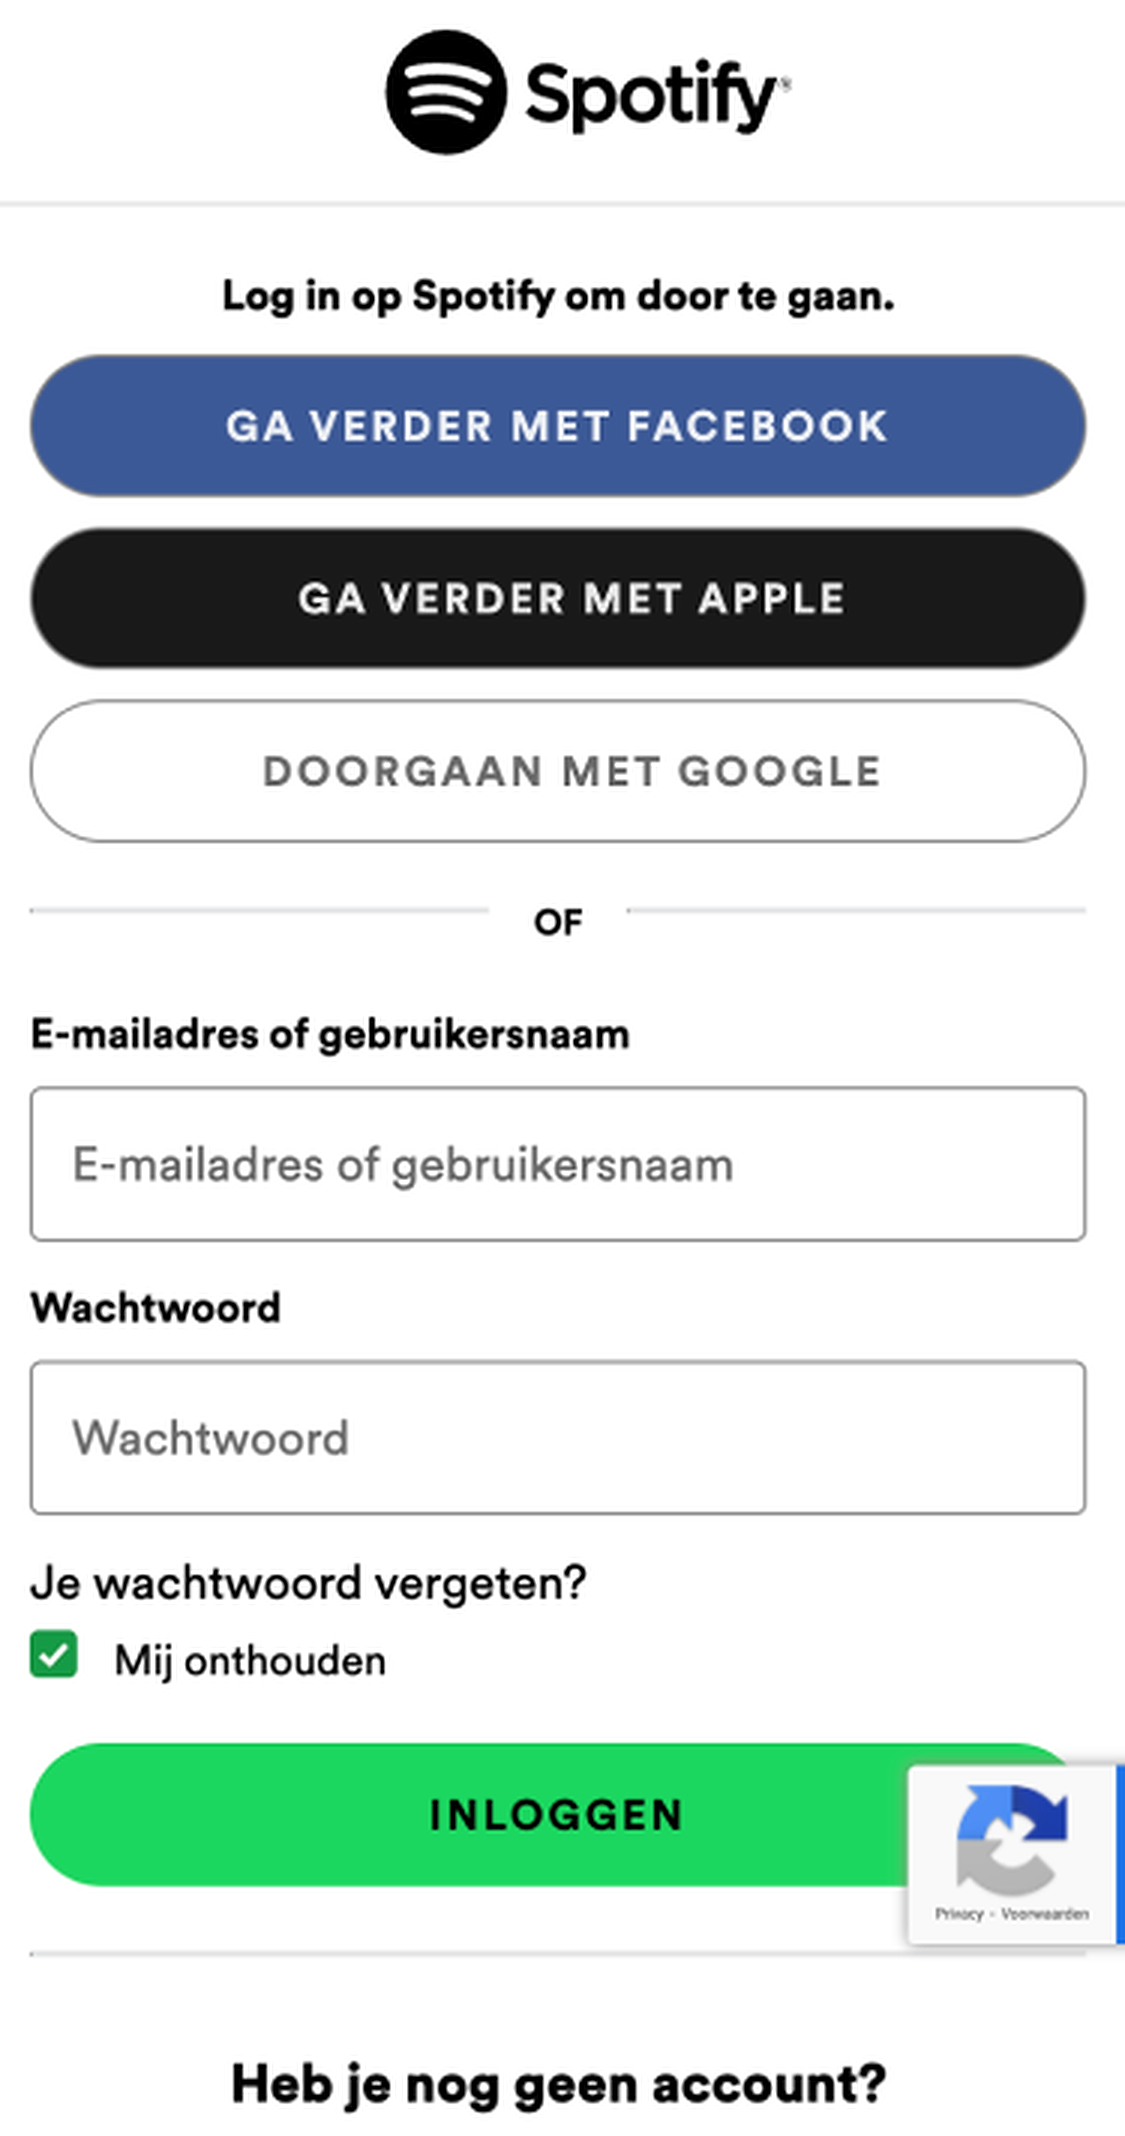 Spotify®
Log in op Spotify om door te gaan.
GA VERDER MET FACEBOOK
GA VERDER MET APPLE
DOORGAAN MET GOOGLE
OF
E-mailadres of gebruikersnaam
E-mailadres of gebruikersnaam
Wachtwoord
Wachtwoord
Je wachtwoord vergeten?
Mij onthouden
INLOGGEN
Privacy - Voorwaarden
Heb je nog geen account?